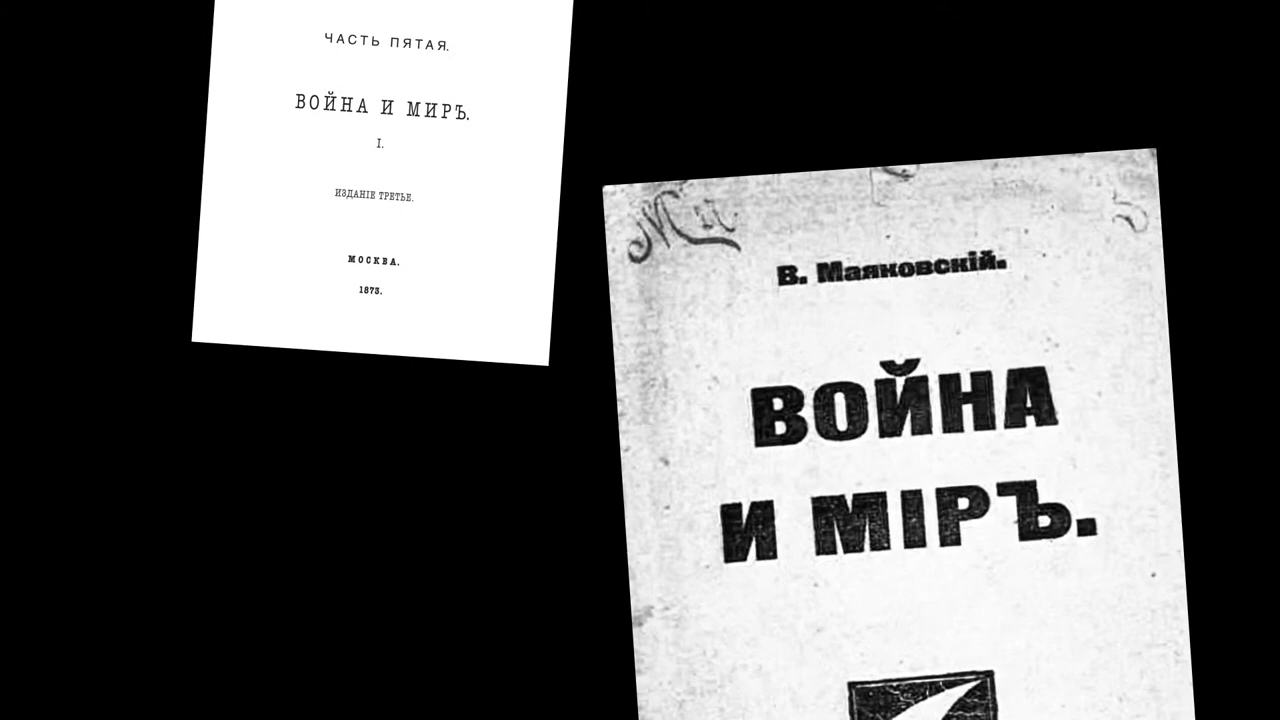 ЧАСТЬ ПЯТАЯ.
ВОЙНА И МИРЪ.
I.
ИЗДАНІЕ ТРЕТЬЕ.
МОСКВА.
1873.
В. Маяковскій.
ВОЙНА
И МІРЪ.